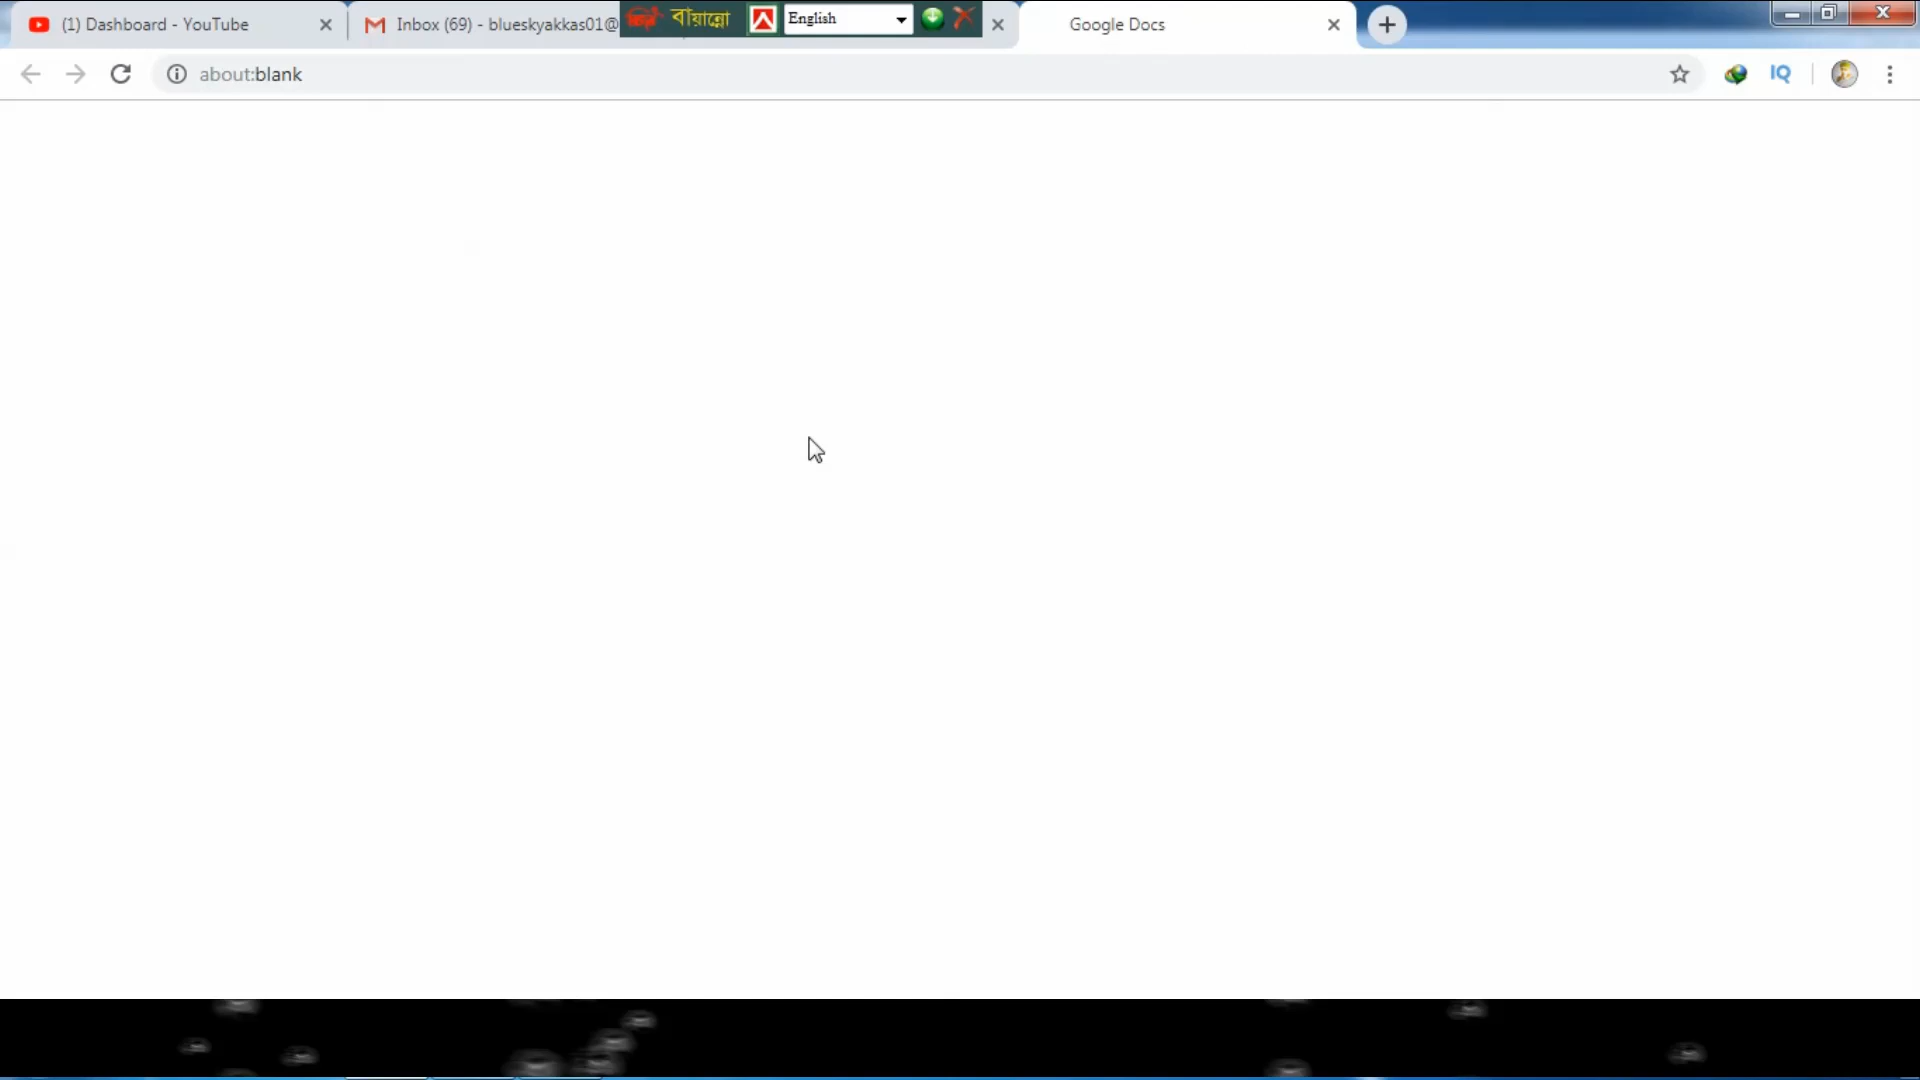 (1) Dashboard - YouTube
Inbox (69) - blueskyakkas01@
বায়ান্নো
English
Google Docs
about:blank
IQ